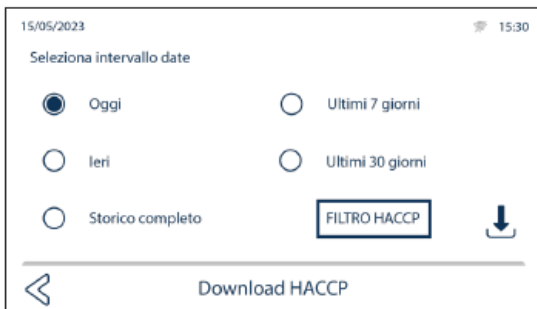 15/05/2023 15:30
Seleziona intervallo date
Oggi Ultimi 7 giorni
Ieri Ultimi 30 giorni
Storico completo FILTRO HACCP
Download HACCP